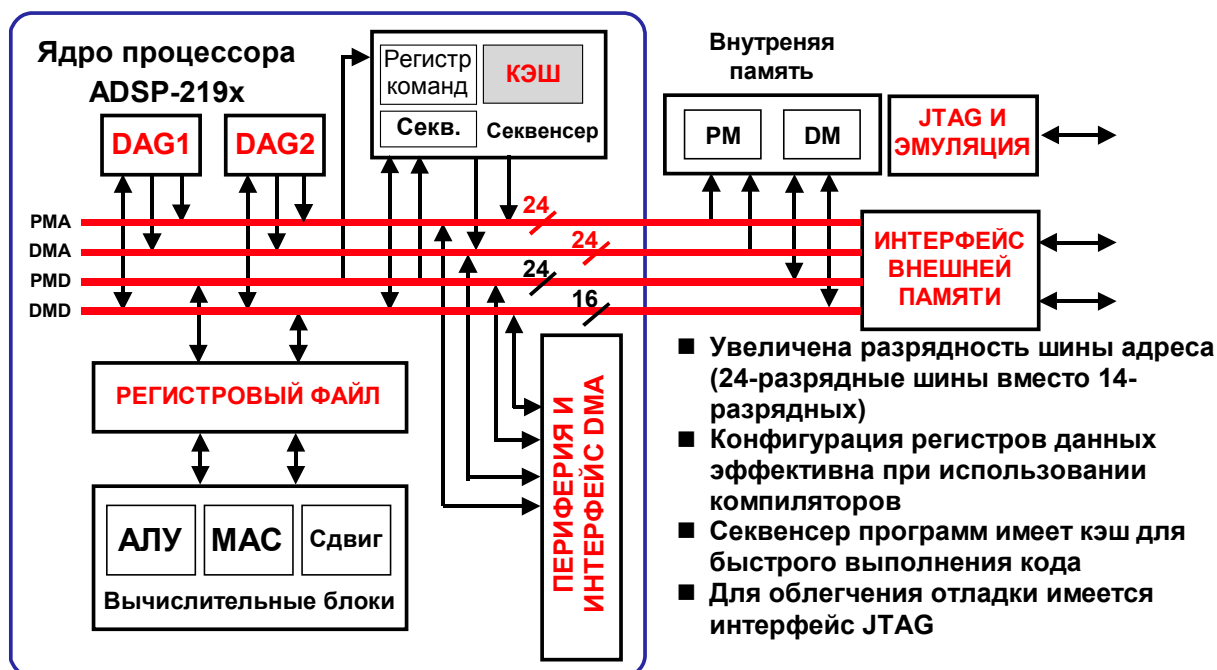 Ядро процессора
ADSP-219x
DAG1
DAG2
Регистр
команд
КЭШ
Секв.
Секвенсер
Внутреняя
память
PM
DM
JTAG И
ЭМУЛЯЦИЯ
PMA
24
DMA
24
PMD
24
DMD
16
ИНТЕРФЕЙС
ВНЕШНЕЙ
ПАМЯТИ
РЕГИСТРОВЫЙ ФАЙЛ
АЛУ
MAC
Сдвиг
Вычислительные блоки
ПЕРИФЕРИЯ И
ИНТЕРФЕЙС DMA
■ Увеличена разрядность шины адреса
(24-разрядные шины вместо 14-
разрядных)
■ Конфигурация регистров данных
эффективна при использовании
компиляторов
■ Секвенсер программ имеет кэш для
быстрого выполнения кода
■ Для облегчения отладки имеется
интерфейс JTAG